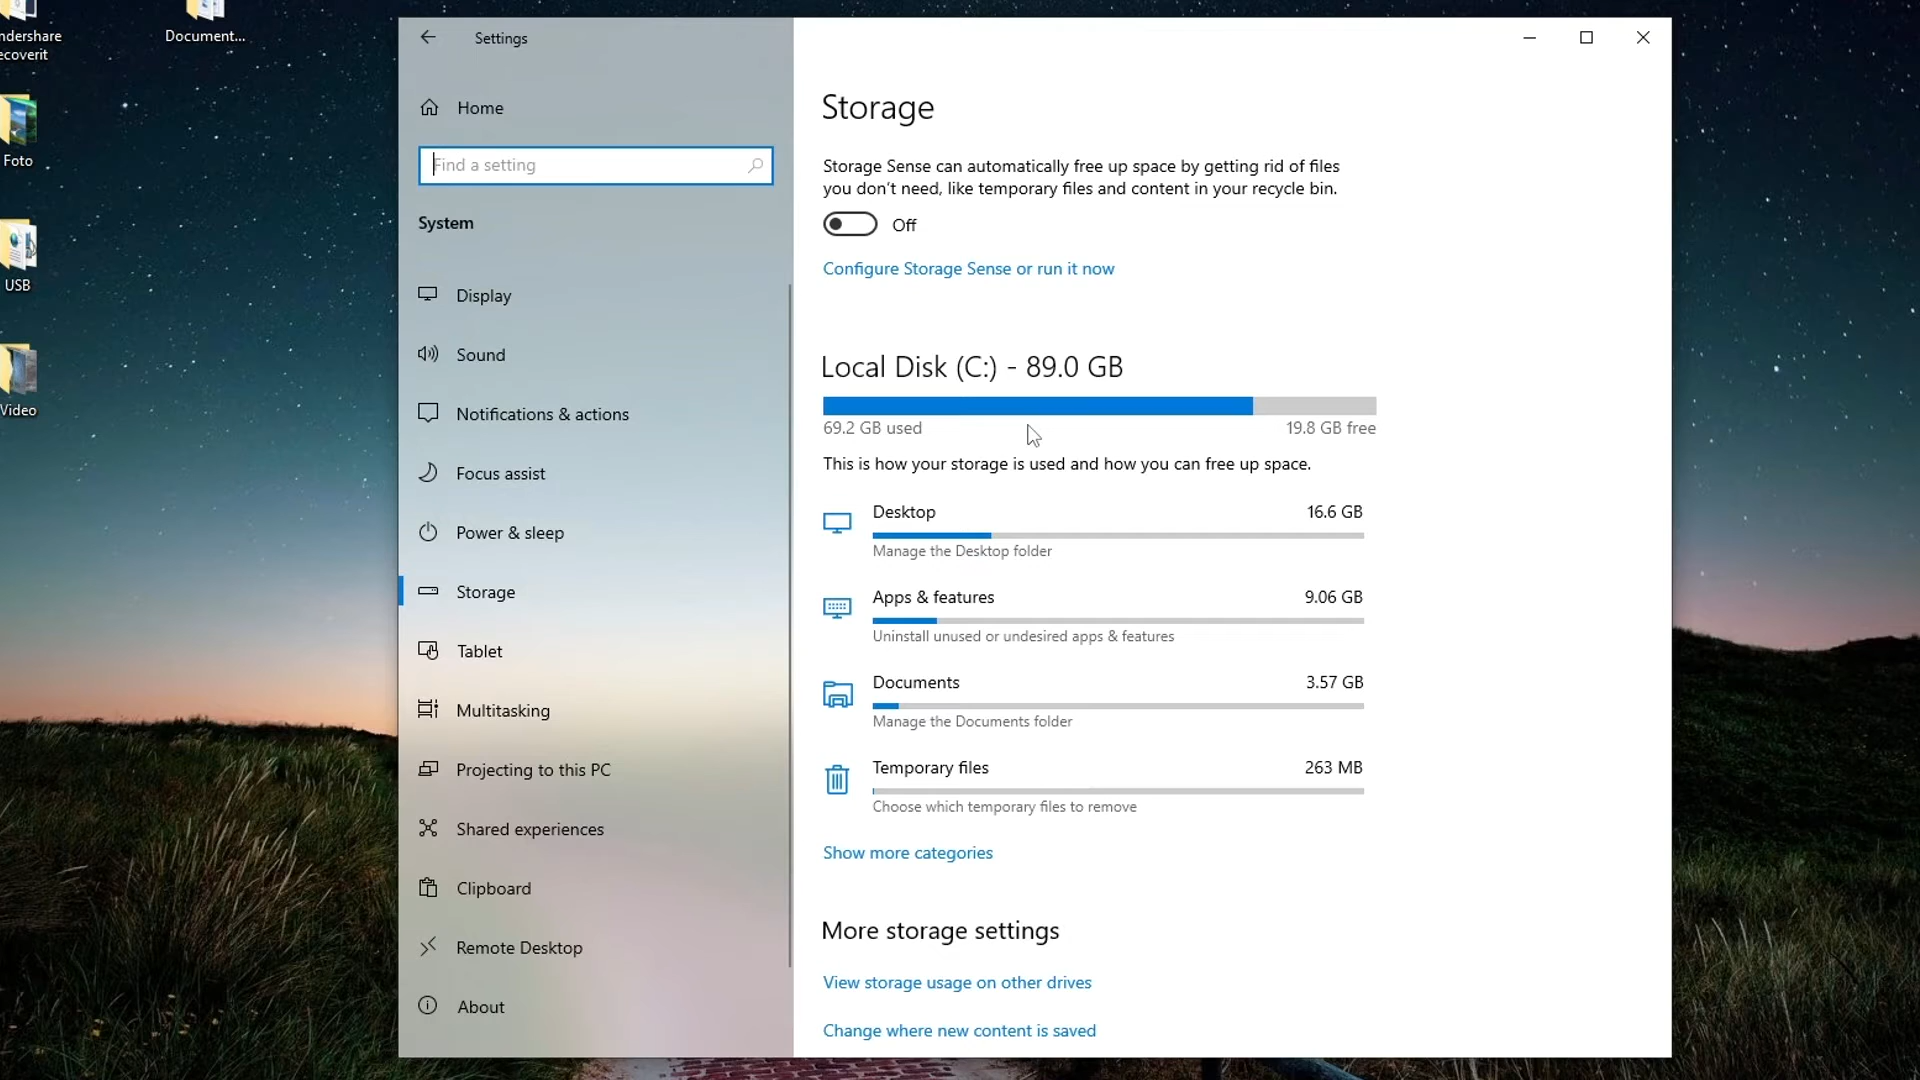 ndershare
ecoverit
Document...
Foto
USB
Video
Settings
Home
Find a setting
System
Display
Sound
Notifications & actions
Focus assist
Power & sleep
Storage
Tablet
Multitasking
Projecting to this PC
Shared experiences
Clipboard
Remote Desktop
About
Storage
Storage Sense can automatically free up space by getting rid of files
you don't need, like temporary files and content in your recycle bin.
Off
Configure Storage Sense or run it now
Local Disk (C:) - 89.0 GB
69.2 GB used 19.8 GB free
This is how your storage is used and how you can free up space.
Desktop 16.6 GB
Manage the Desktop folder
Apps & features 9.06 GB
Uninstall unused or undesired apps & features
Documents 3.57 GB
Manage the Documents folder
Temporary files 263 MB
Choose which temporary files to remove
Show more categories
More storage settings
View storage usage on other drives
Change where new content is saved